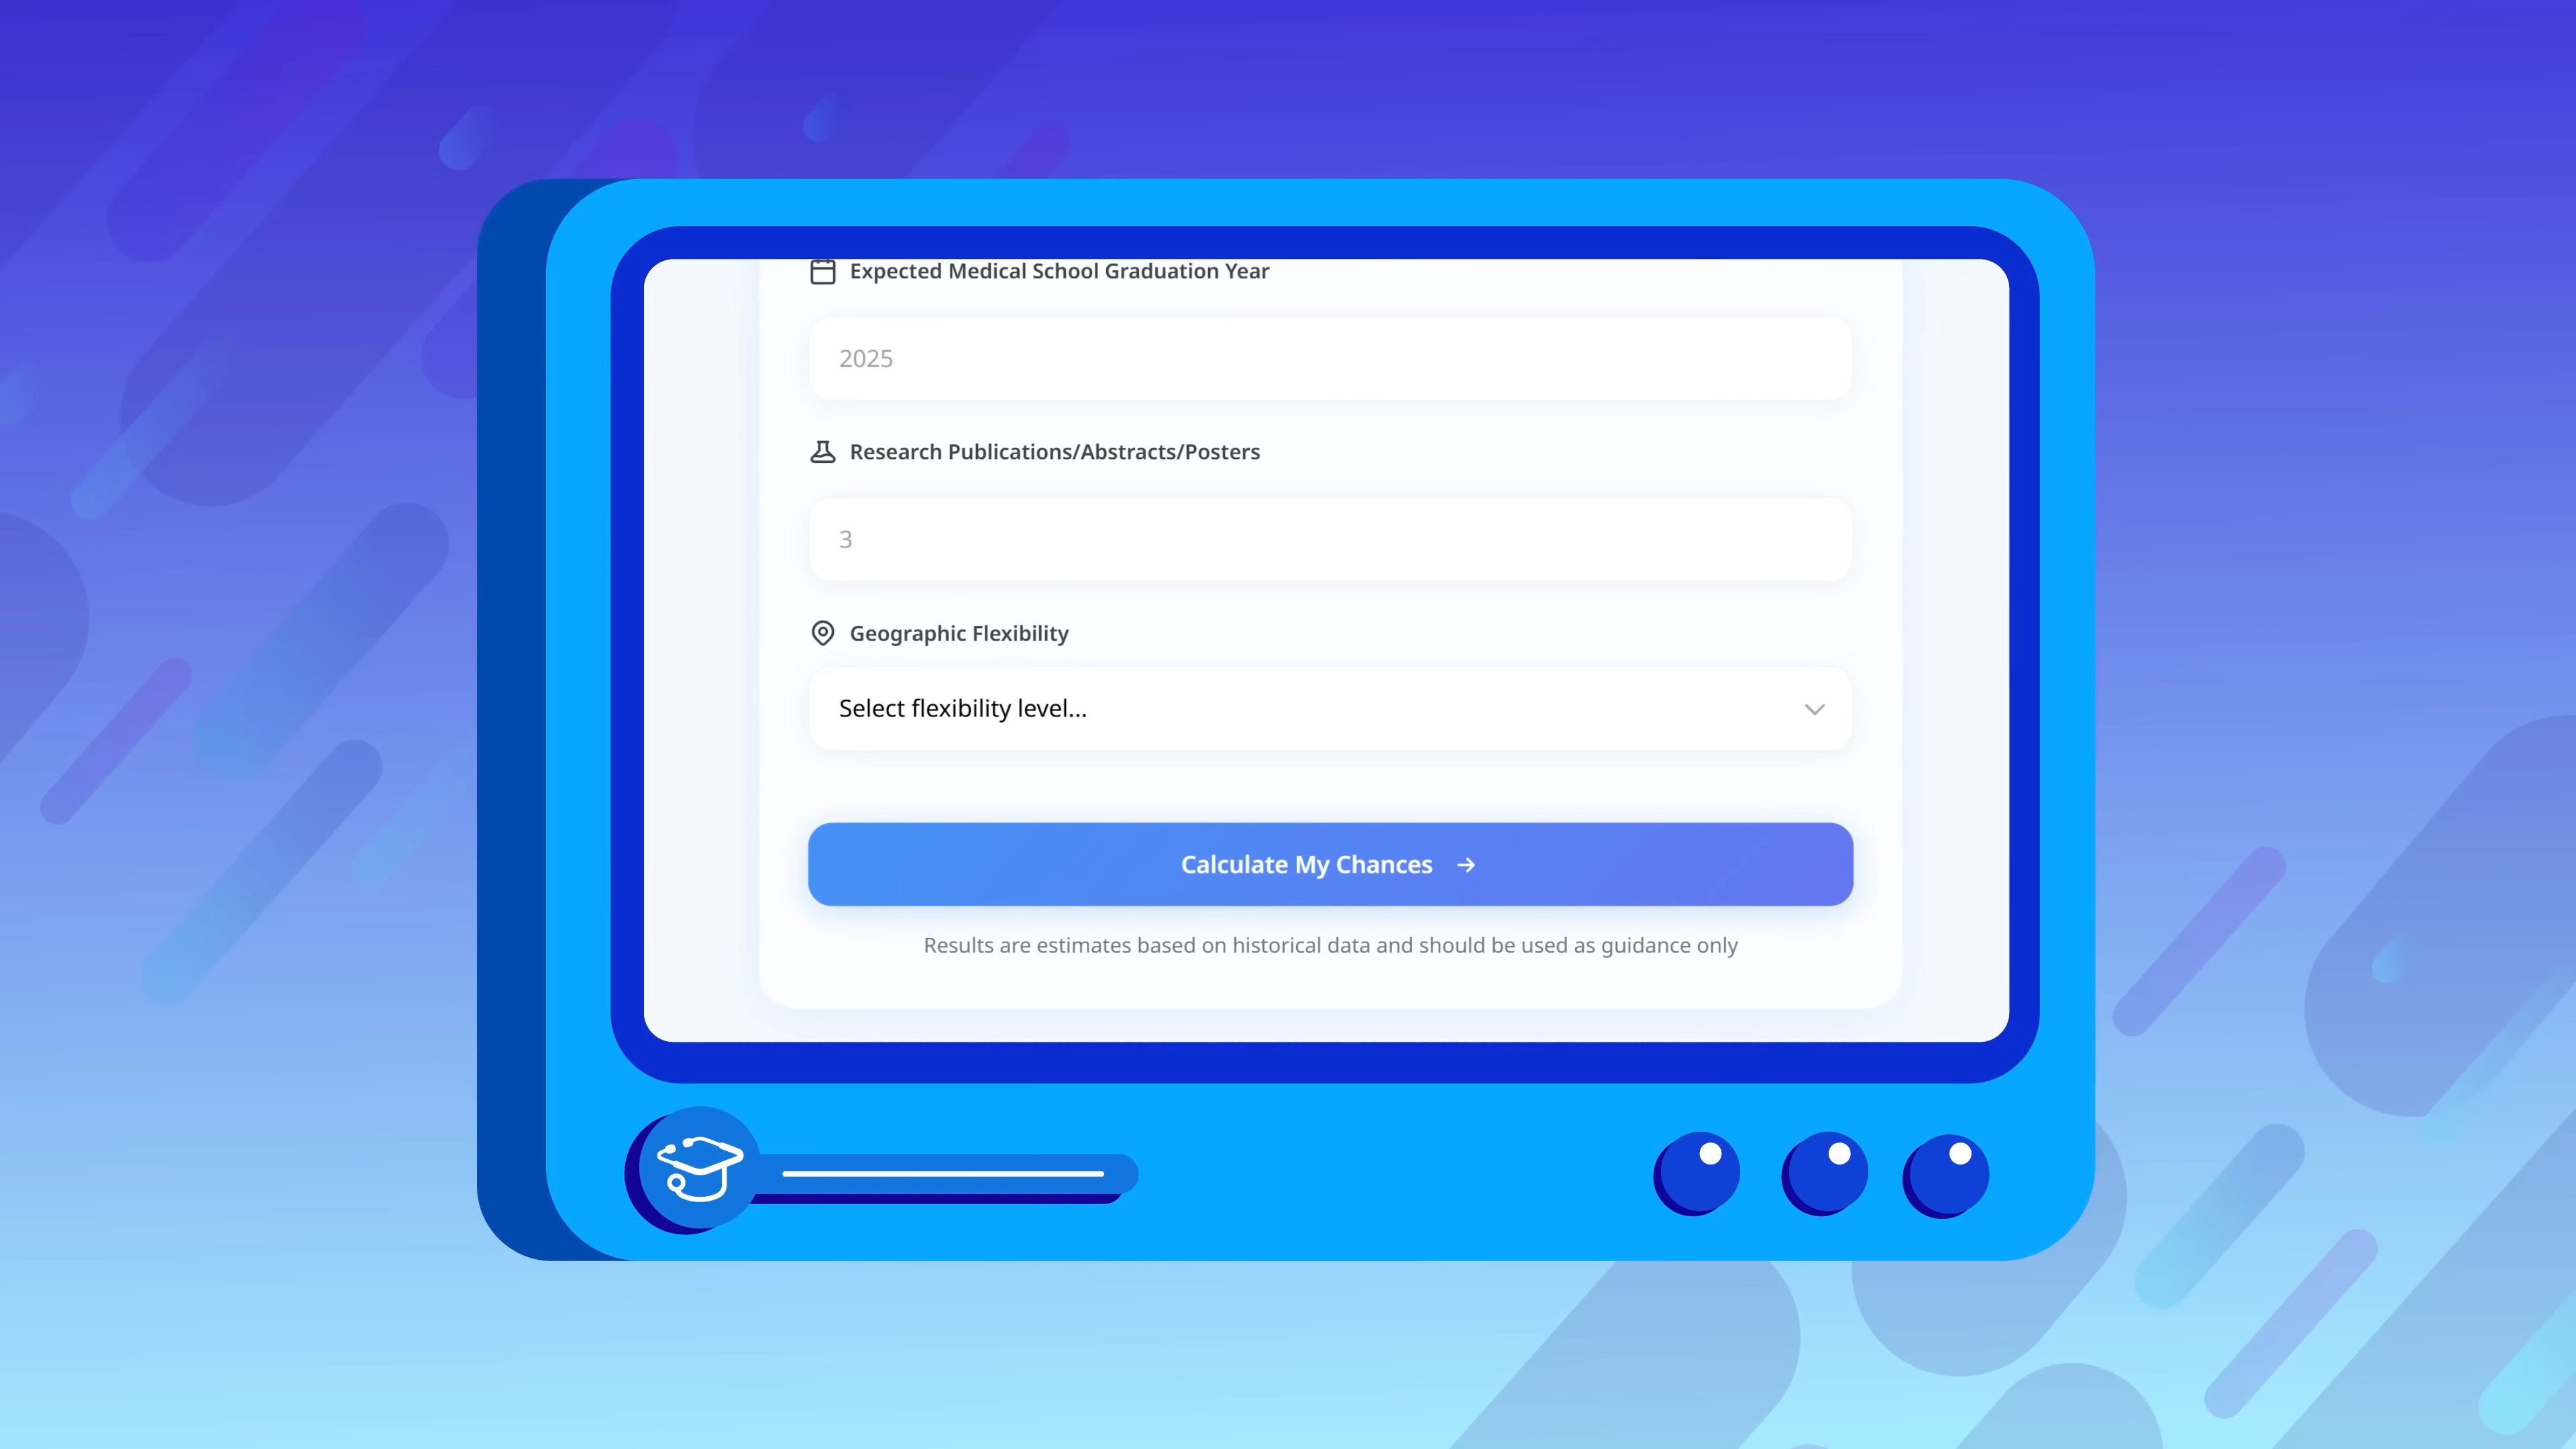 Expected Medical School Graduation Year
2025
Research Publications/Abstracts/Posters
3
Geographic Flexibility
Select flexibility level...
Calculate My Chances →
Results are estimates based on historical data and should be used as guidance only